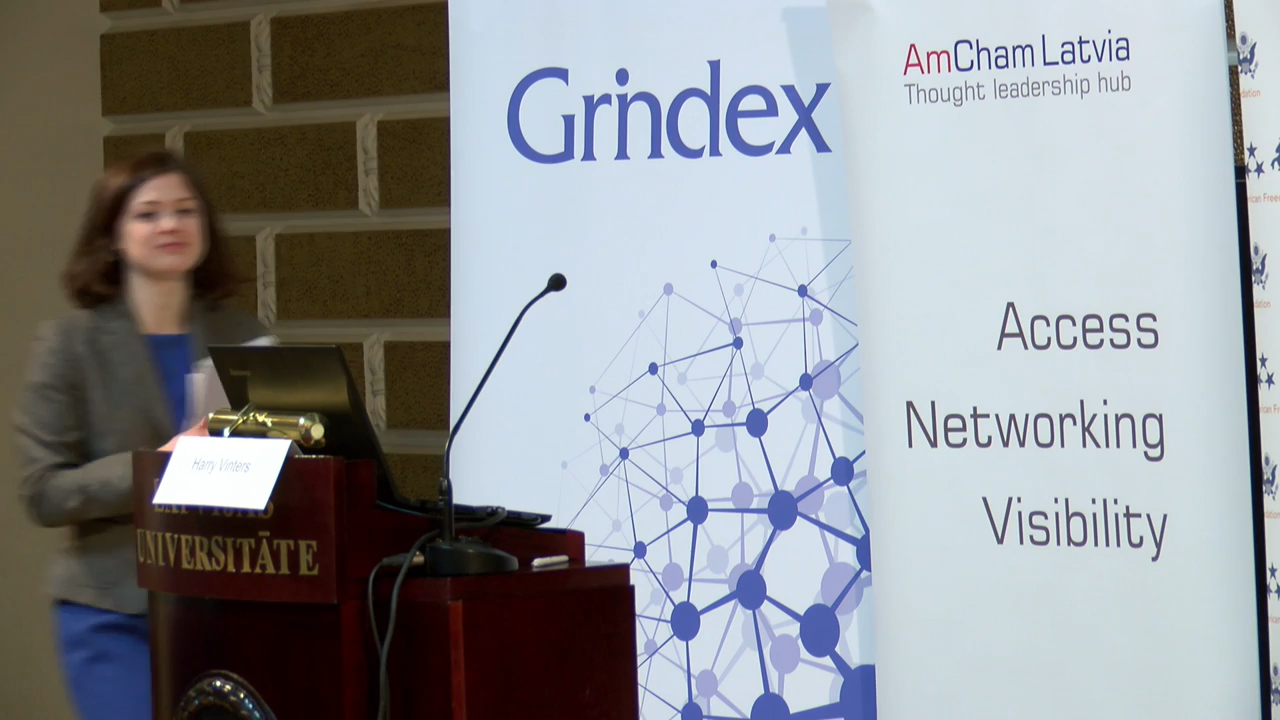 Grindex
AmCham Latvia
Thought leadership hub
Access
Networking
Visibility
Harry Vinters
UNIVERSITĀTE